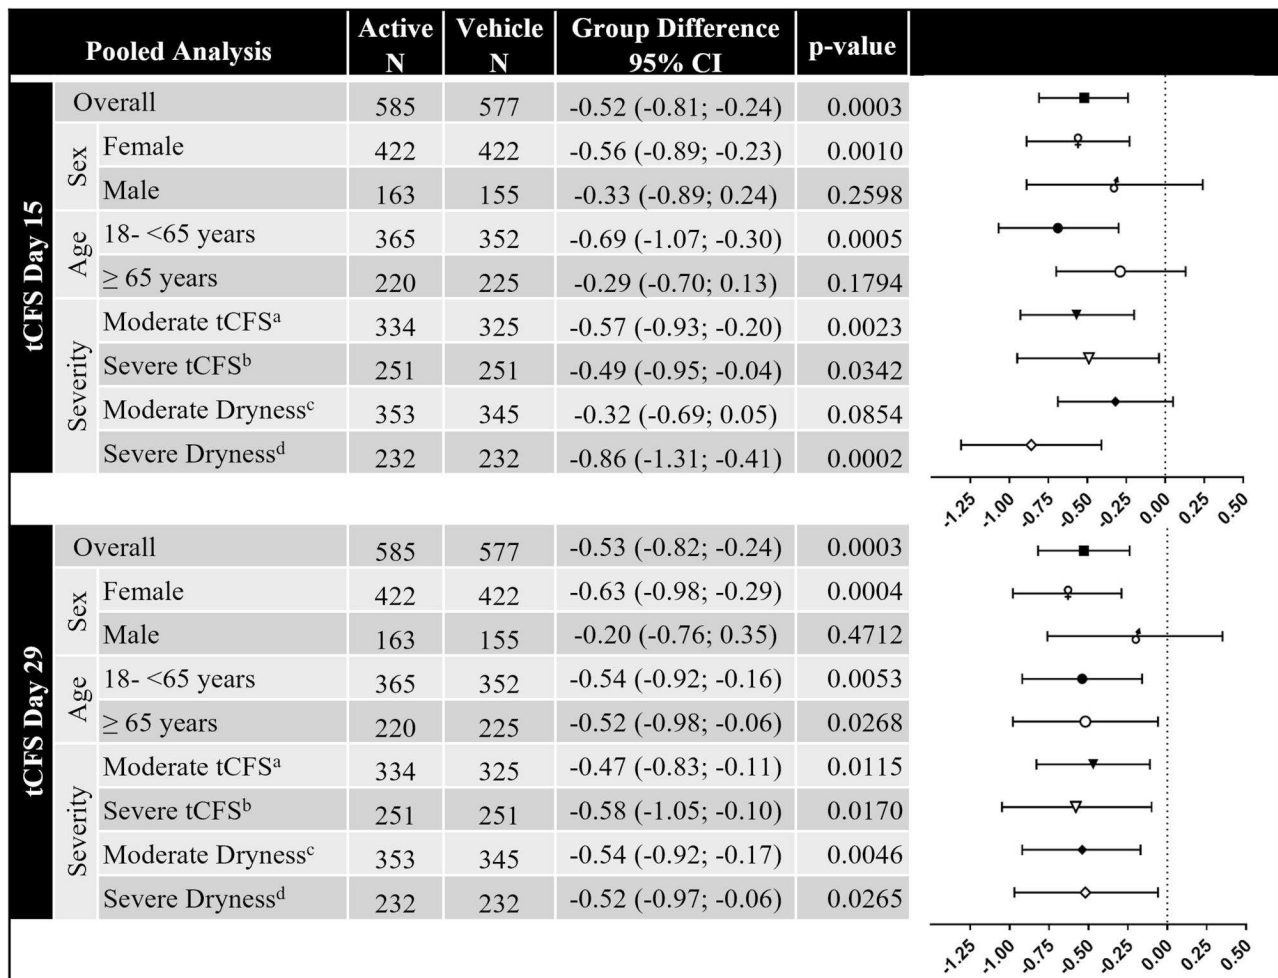 Pooled Analysis Active N Vehicle N Group Difference 95% CI p-value
tCFS Day 15
Overall 585 577 -0.52 (-0.81; -0.24) 0.0003
Sex
Female 422 422 -0.56 (-0.89; -0.23) 0.0010
Male 163 155 -0.33 (-0.89; 0.24) 0.2598
Age
18- <65 years 365 352 -0.69 (-1.07; -0.30) 0.0005
≥ 65 years 220 225 -0.29 (-0.70; 0.13) 0.1794
Severity
Moderate tCFSᵃ 334 325 -0.57 (-0.93; -0.20) 0.0023
Severe tCFSᵇ 251 251 -0.49 (-0.95; -0.04) 0.0342
Moderate Drynessᶜ 353 345 -0.32 (-0.69; 0.05) 0.0854
Severe Drynessᵈ 232 232 -0.86 (-1.31; -0.41) 0.0002
-1.25 -1.00 -0.75 -0.50 -0.25 0.00 0.25 0.50
tCFS Day 29
Overall 585 577 -0.53 (-0.82; -0.24) 0.0003
Sex
Female 422 422 -0.63 (-0.98; -0.29) 0.0004
Male 163 155 -0.20 (-0.76; 0.35) 0.4712
Age
18- <65 years 365 352 -0.54 (-0.92; -0.16) 0.0053
≥ 65 years 220 225 -0.52 (-0.98; -0.06) 0.0268
Severity
Moderate tCFSᵃ 334 325 -0.47 (-0.83; -0.11) 0.0115
Severe tCFSᵇ 251 251 -0.58 (-1.05; -0.10) 0.0170
Moderate Drynessᶜ 353 345 -0.54 (-0.92; -0.17) 0.0046
Severe Drynessᵈ 232 232 -0.52 (-0.97; -0.06) 0.0265
-1.25 -1.00 -0.75 -0.50 -0.25 0.00 0.25 0.50